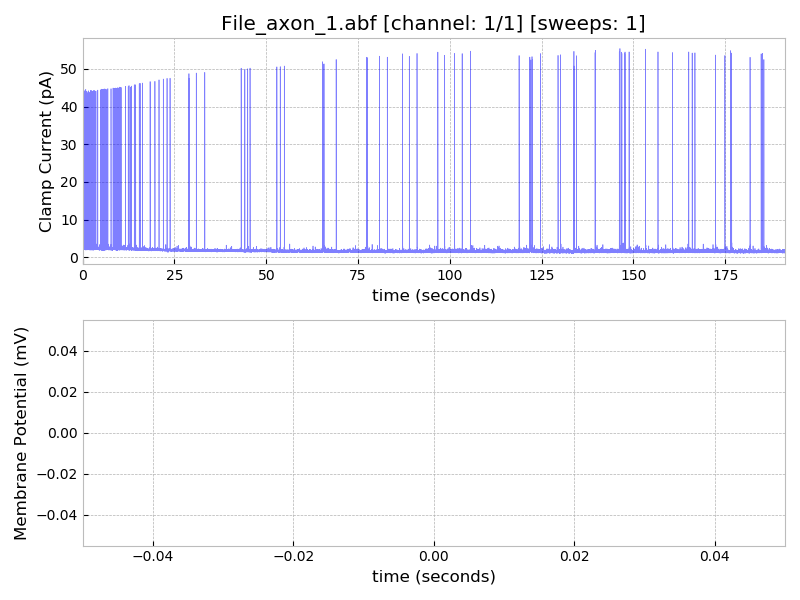 File_axon_1.abf [channel: 1/1] [sweeps: 1]
Clamp Current (pA)
50
40
30
20
10
0
0 25 50 75 100 125 150 175
time (seconds)
Membrane Potential (mV)
0.04
0.02
0.00
−0.02
−0.04
−0.04 −0.02 0.00 0.02 0.04
time (seconds)